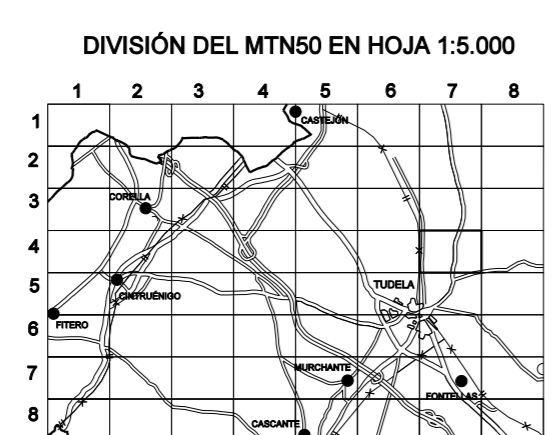 DIVISIÓN DEL MTN50 EN HOJA 1:5.000
1 2 3 4 5 6 7 8
1
CASTEJÓN
2
3
CORELLA
4
5
TUDELA
CINTRUÉNIGO
6
FITERO
7
MURCHANTE
FONTELLAS
8
CASCANTE